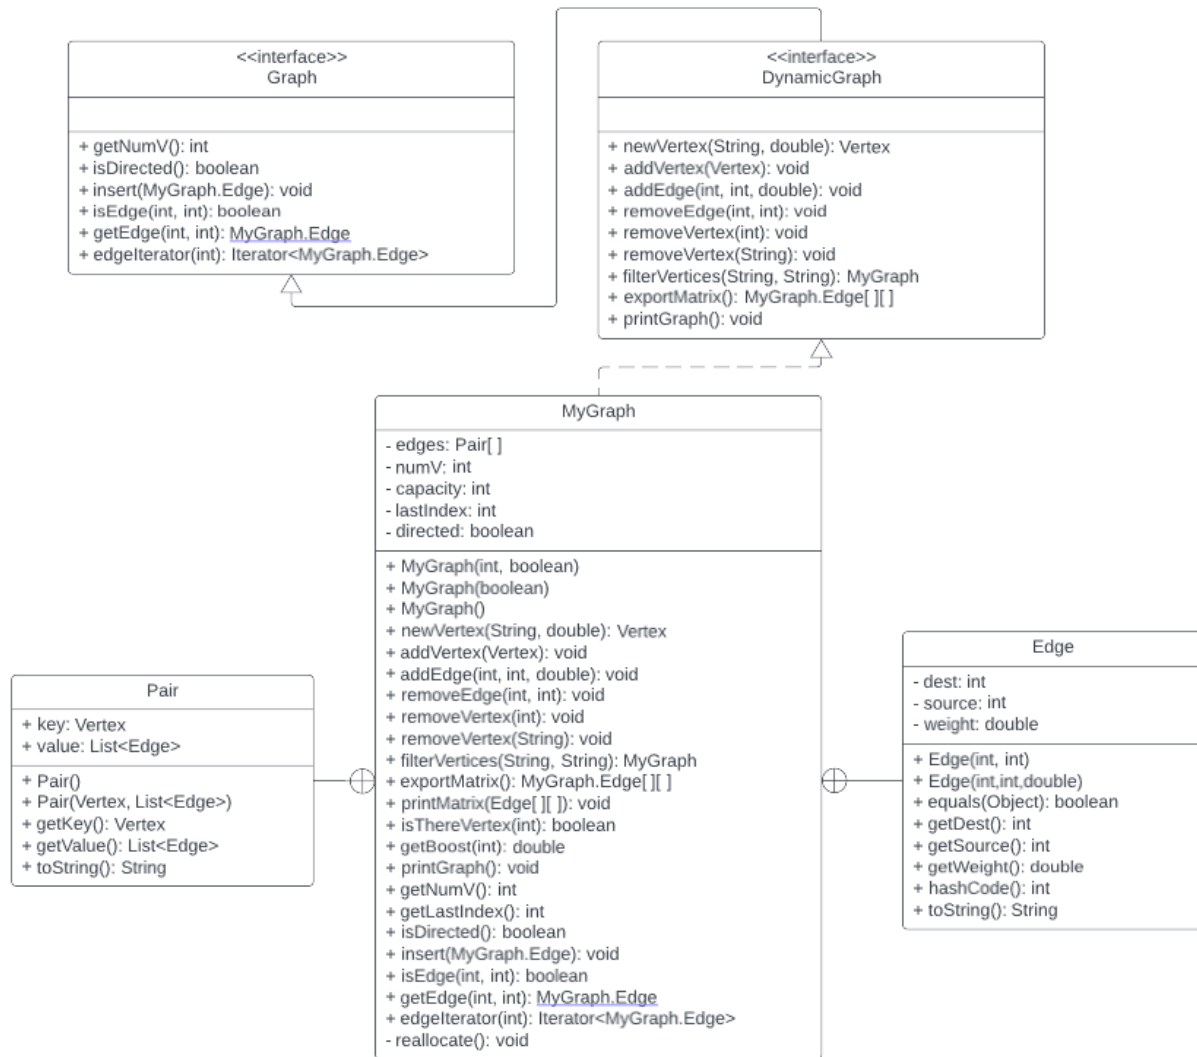 <<interface>>
Graph
+ getNumV(): int
+ isDirected(): boolean
+ insert(MyGraph.Edge): void
+ isEdge(int, int): boolean
+ getEdge(int, int): MyGraph.Edge
+ edgeIterator(int): Iterator<MyGraph.Edge>
<<interface>>
DynamicGraph
+ newVertex(String, double): Vertex
+ addVertex(Vertex): void
+ addEdge(int, int, double): void
+ removeEdge(int, int): void
+ removeVertex(int): void
+ removeVertex(String): void
+ filterVertices(String, String): MyGraph
+ exportMatrix(): MyGraph.Edge[ ][ ]
+ printGraph(): void
MyGraph
- edges: Pair[ ]
- numV: int
- capacity: int
- lastIndex: int
- directed: boolean
+ MyGraph(int, boolean)
+ MyGraph(boolean)
+ MyGraph()
+ newVertex(String, double): Vertex
+ addVertex(Vertex): void
+ addEdge(int, int, double): void
+ removeEdge(int, int): void
+ removeVertex(int): void
+ removeVertex(String): void
+ filterVertices(String, String): MyGraph
+ exportMatrix(): MyGraph.Edge[ ][ ]
+ printMatrix(Edge[ ][ ]): void
+ isThereVertex(int): boolean
+ getBoost(int): double
+ printGraph(): void
+ getNumV(): int
+ getLastIndex(): int
+ isDirected(): boolean
+ insert(MyGraph.Edge): void
+ isEdge(int, int): boolean
+ getEdge(int, int): MyGraph.Edge
+ edgeIterator(int): Iterator<MyGraph.Edge>
- reallocate(): void
Pair
+ key: Vertex
+ value: List<Edge>
+ Pair()
+ Pair(Vertex, List<Edge>)
+ getKey(): Vertex
+ getValue(): List<Edge>
+ toString(): String
Edge
- dest: int
- source: int
- weight: double
+ Edge(int, int)
+ Edge(int,int,double)
+ equals(Object): boolean
+ getDest(): int
+ getSource(): int
+ getWeight(): double
+ hashCode(): int
+ toString(): String